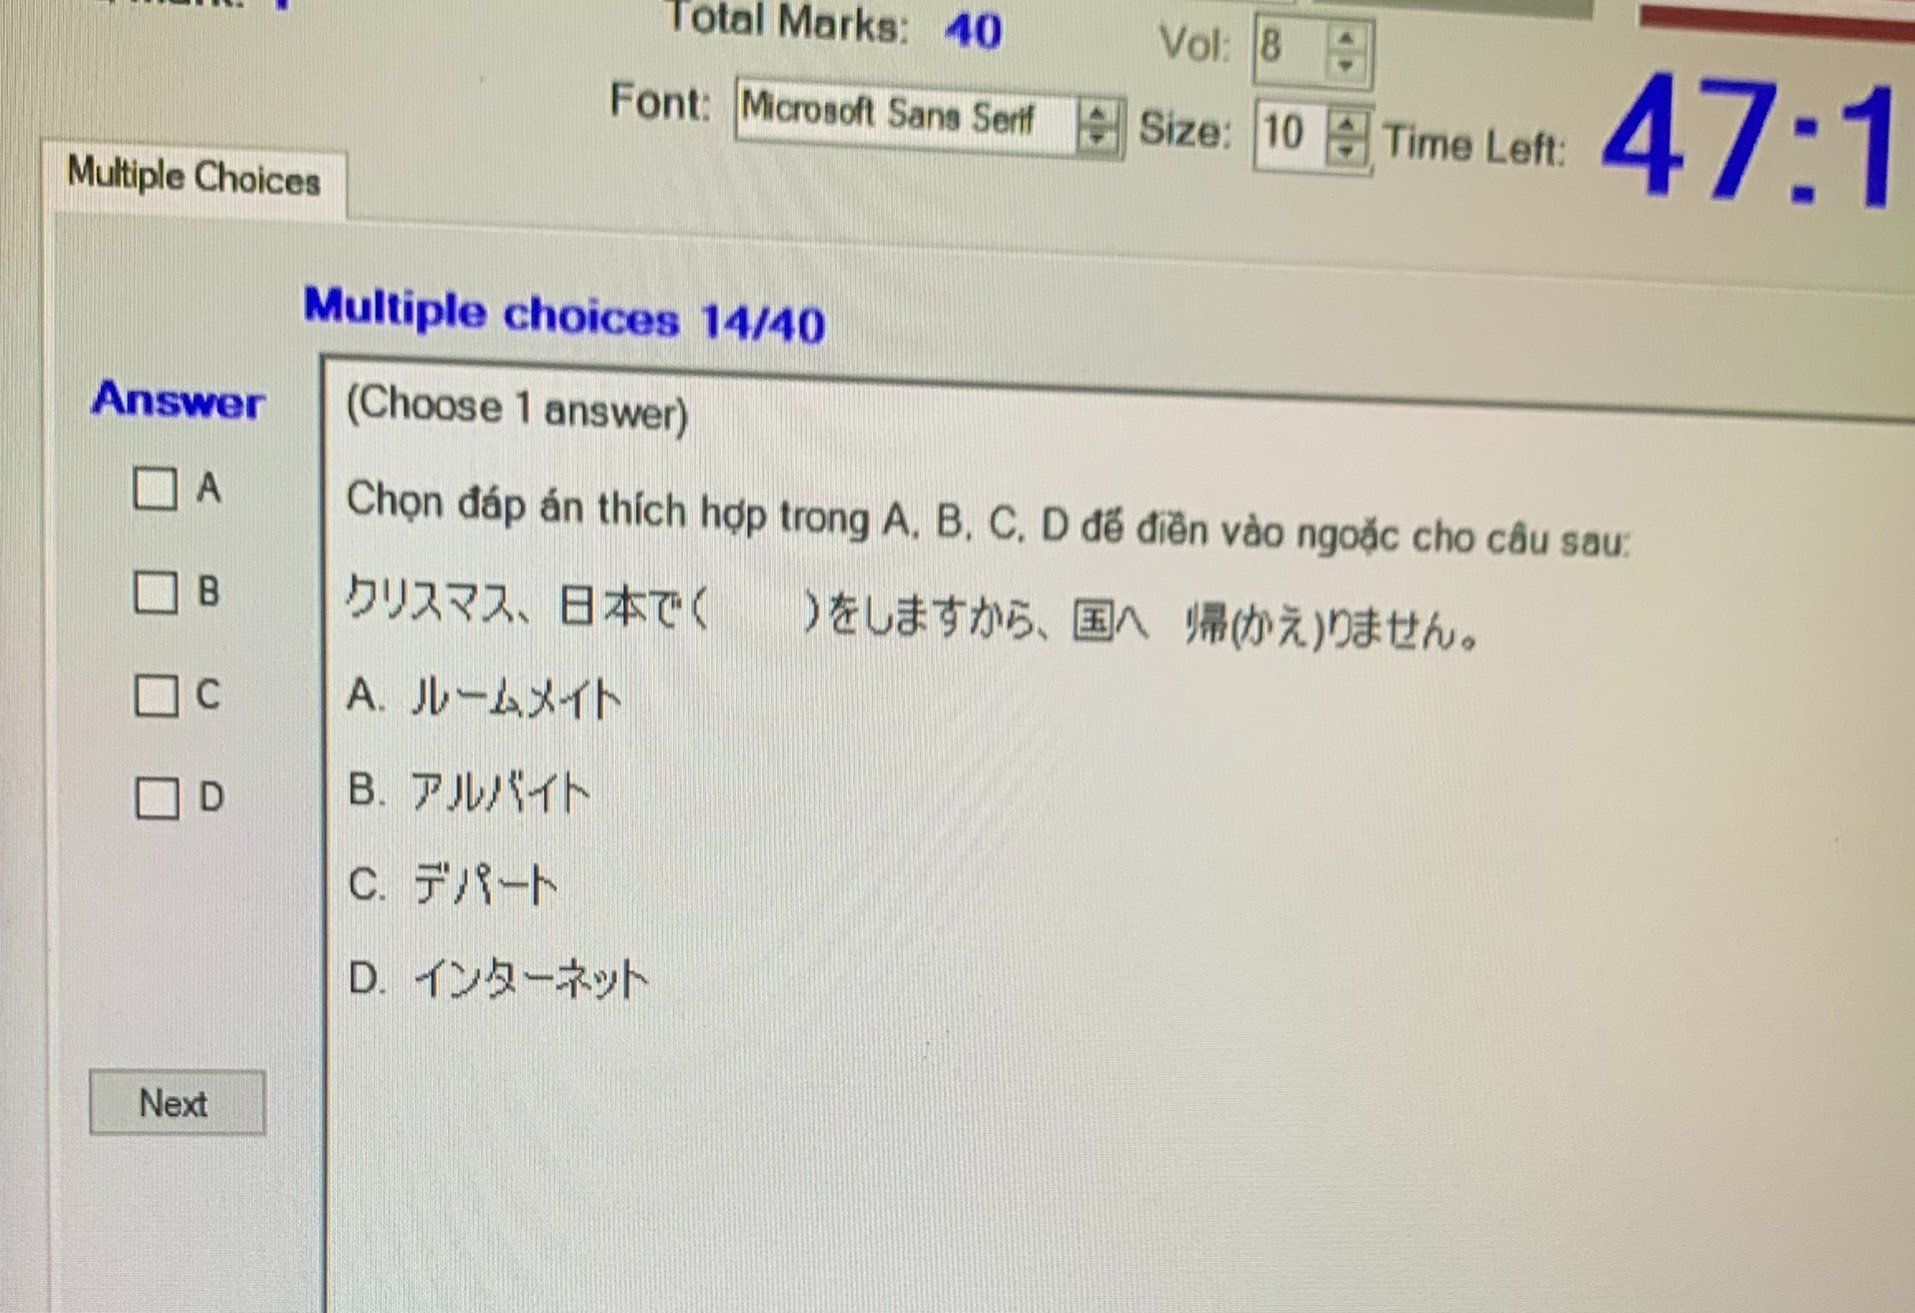 Total Marks: 40
Vol: 8
Font: Microsoft Sans Serif Size: 10 Time Left: 47:1
Multiple Choices
Multiple choices 14/40
Answer
(Choose 1 answer)
A
Chọn đáp án thích hợp trong A, B, C, D để điền vào ngoặc cho câu sau:
B
クリスマス、日本で( )をしますから、国へ 帰(かえ)りません。
C
A. ルームメイト
D
B. アルバイト
C. デパート
D. インターネット
Next